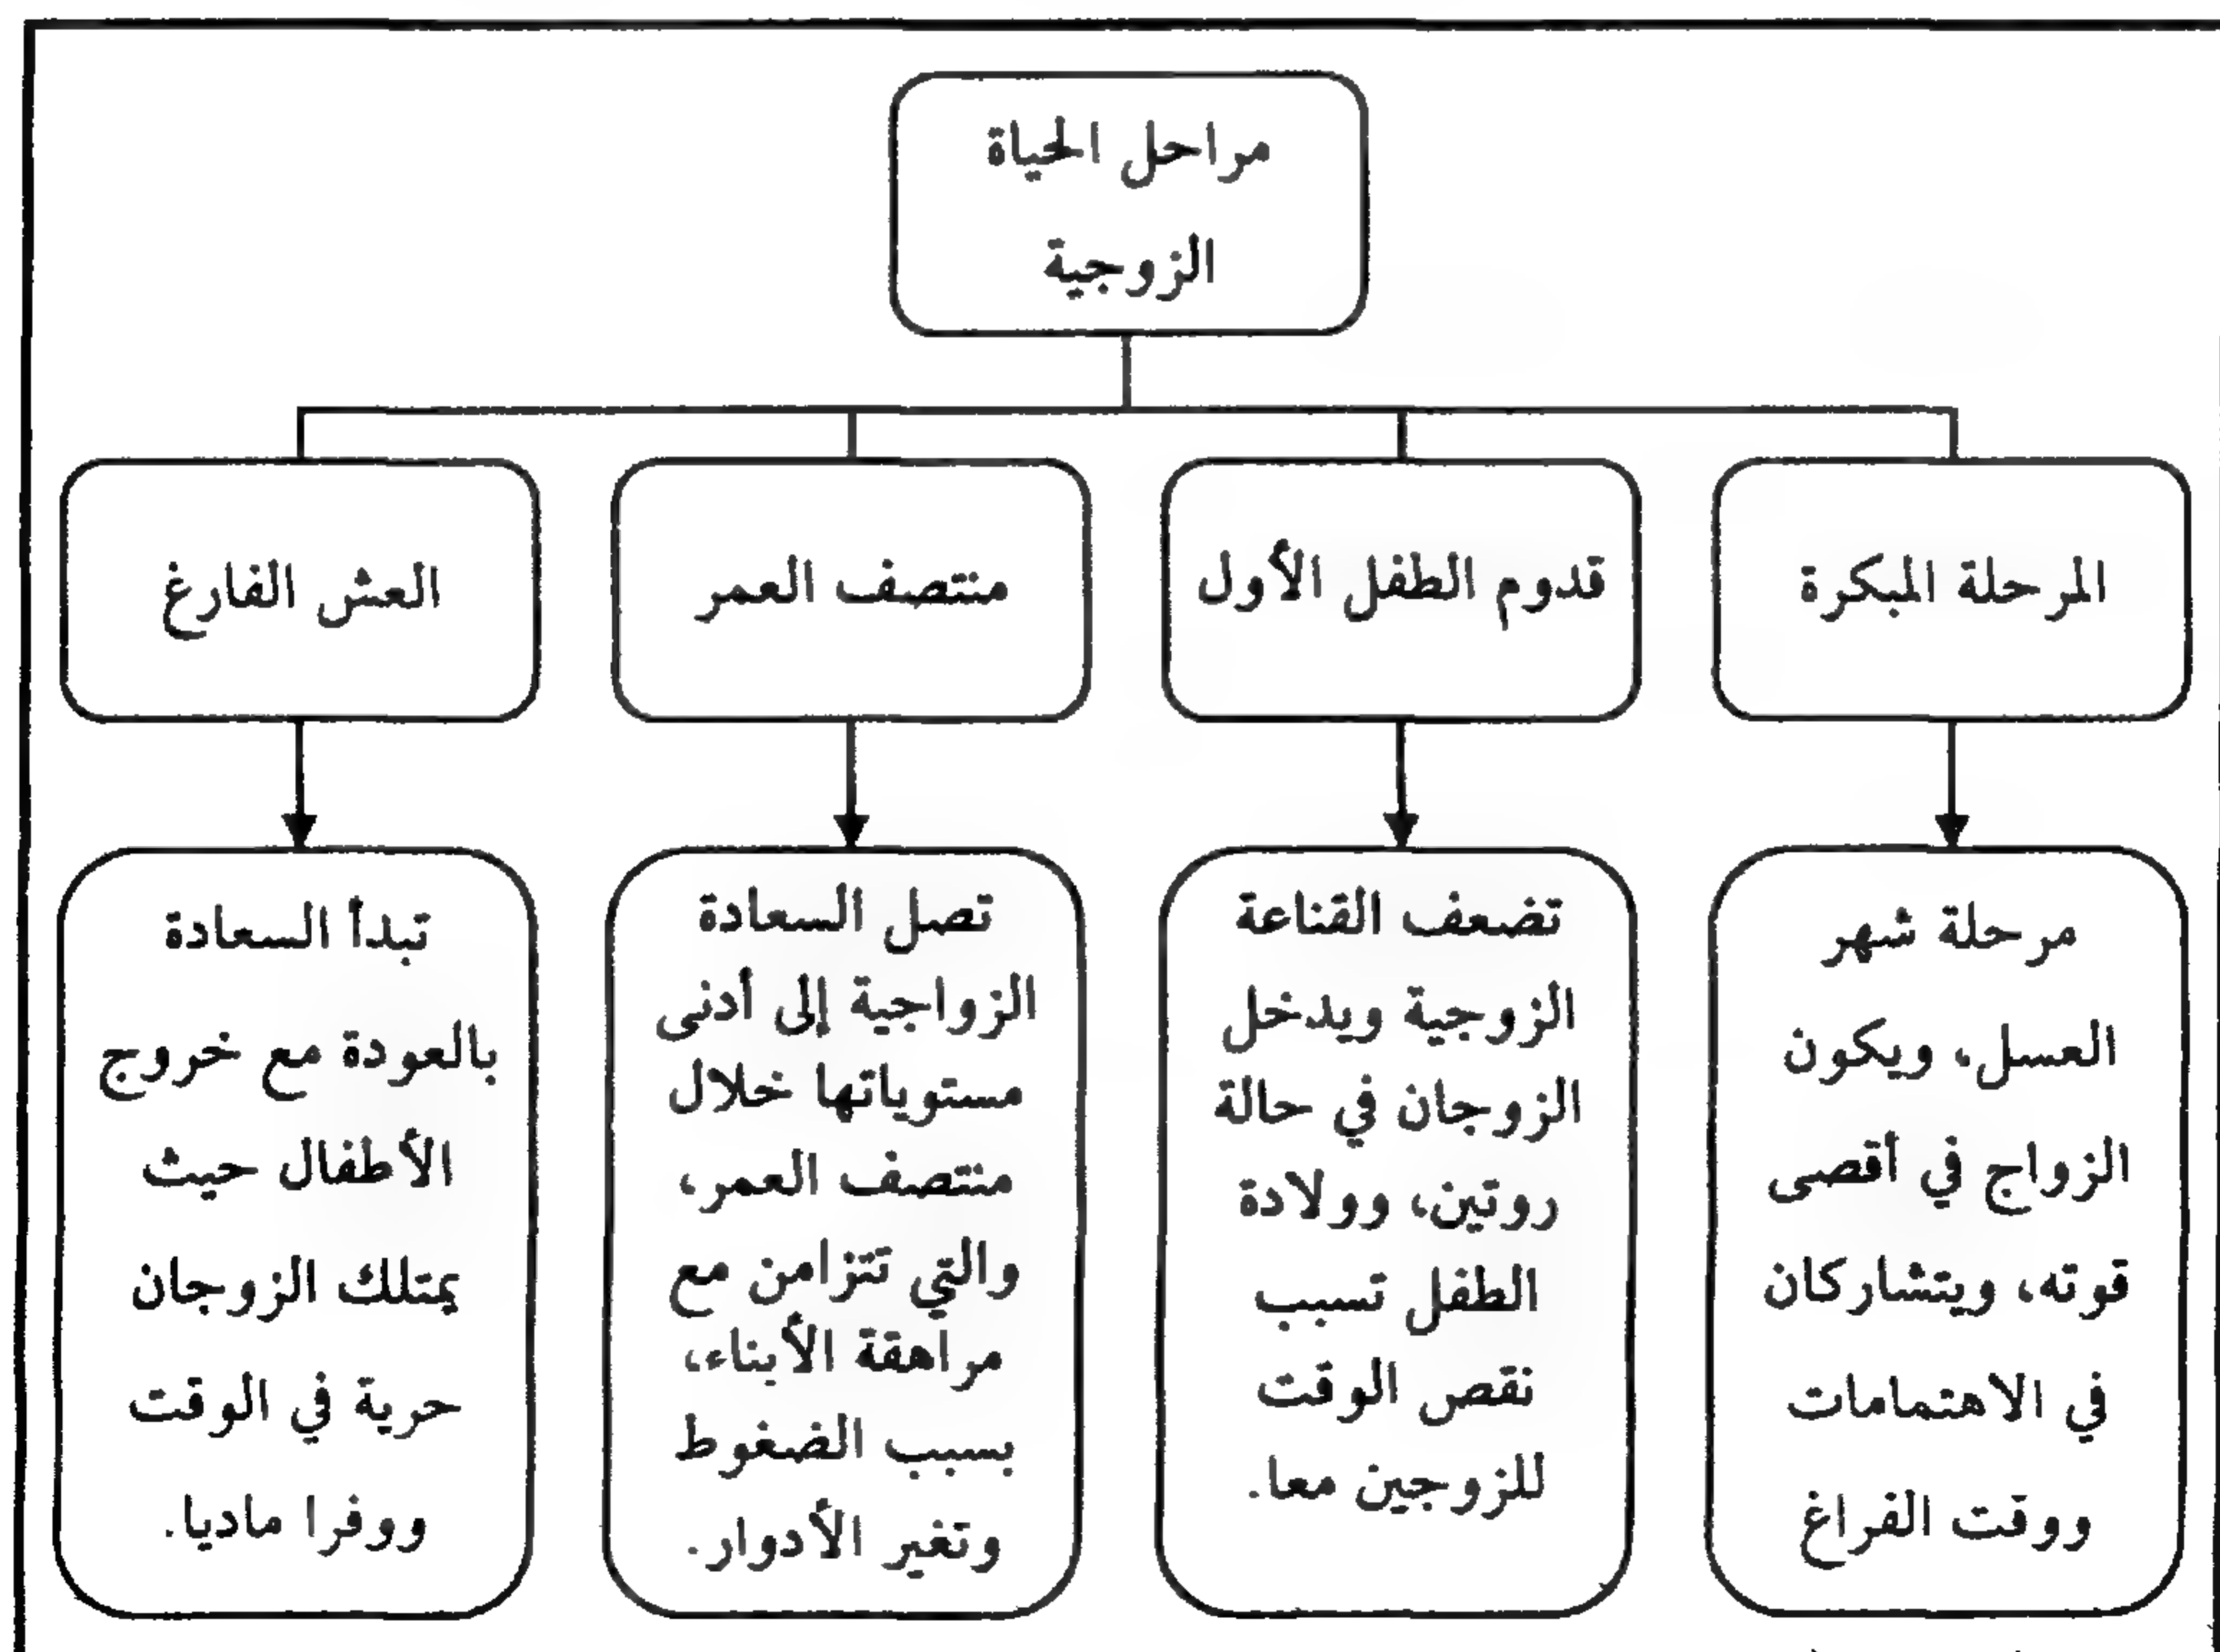 مراحل الحياة
الزوجية
المرحلة المبكرة
قدوم الطفل الأول
منتصف العمر
العش الفارغ
مرحلة شهر
العسل، ويكون
الزواج في أقصى
قوته، ويتشاركان
في الاهتمامات
ووقت الفراغ
تضعف القناعة
الزوجية ويدخل
الزوجان في حالة
روتين، وولادة
الطفل تسبب
نقص الوقت
للزوجين معا.
تصل السعادة
الزواجية إلى أدنى
مستوياتها خلال
منتصف العمر،
والتي تتزامن مع
مراهقة الأبناء،
بسبب الضغوط
وتغير الأدوار.
تبدأ السعادة
بالعودة مع خروج
الأطفال حيث
يمتلك الزوجان
حرية في الوقت
ووفرا ماديا.